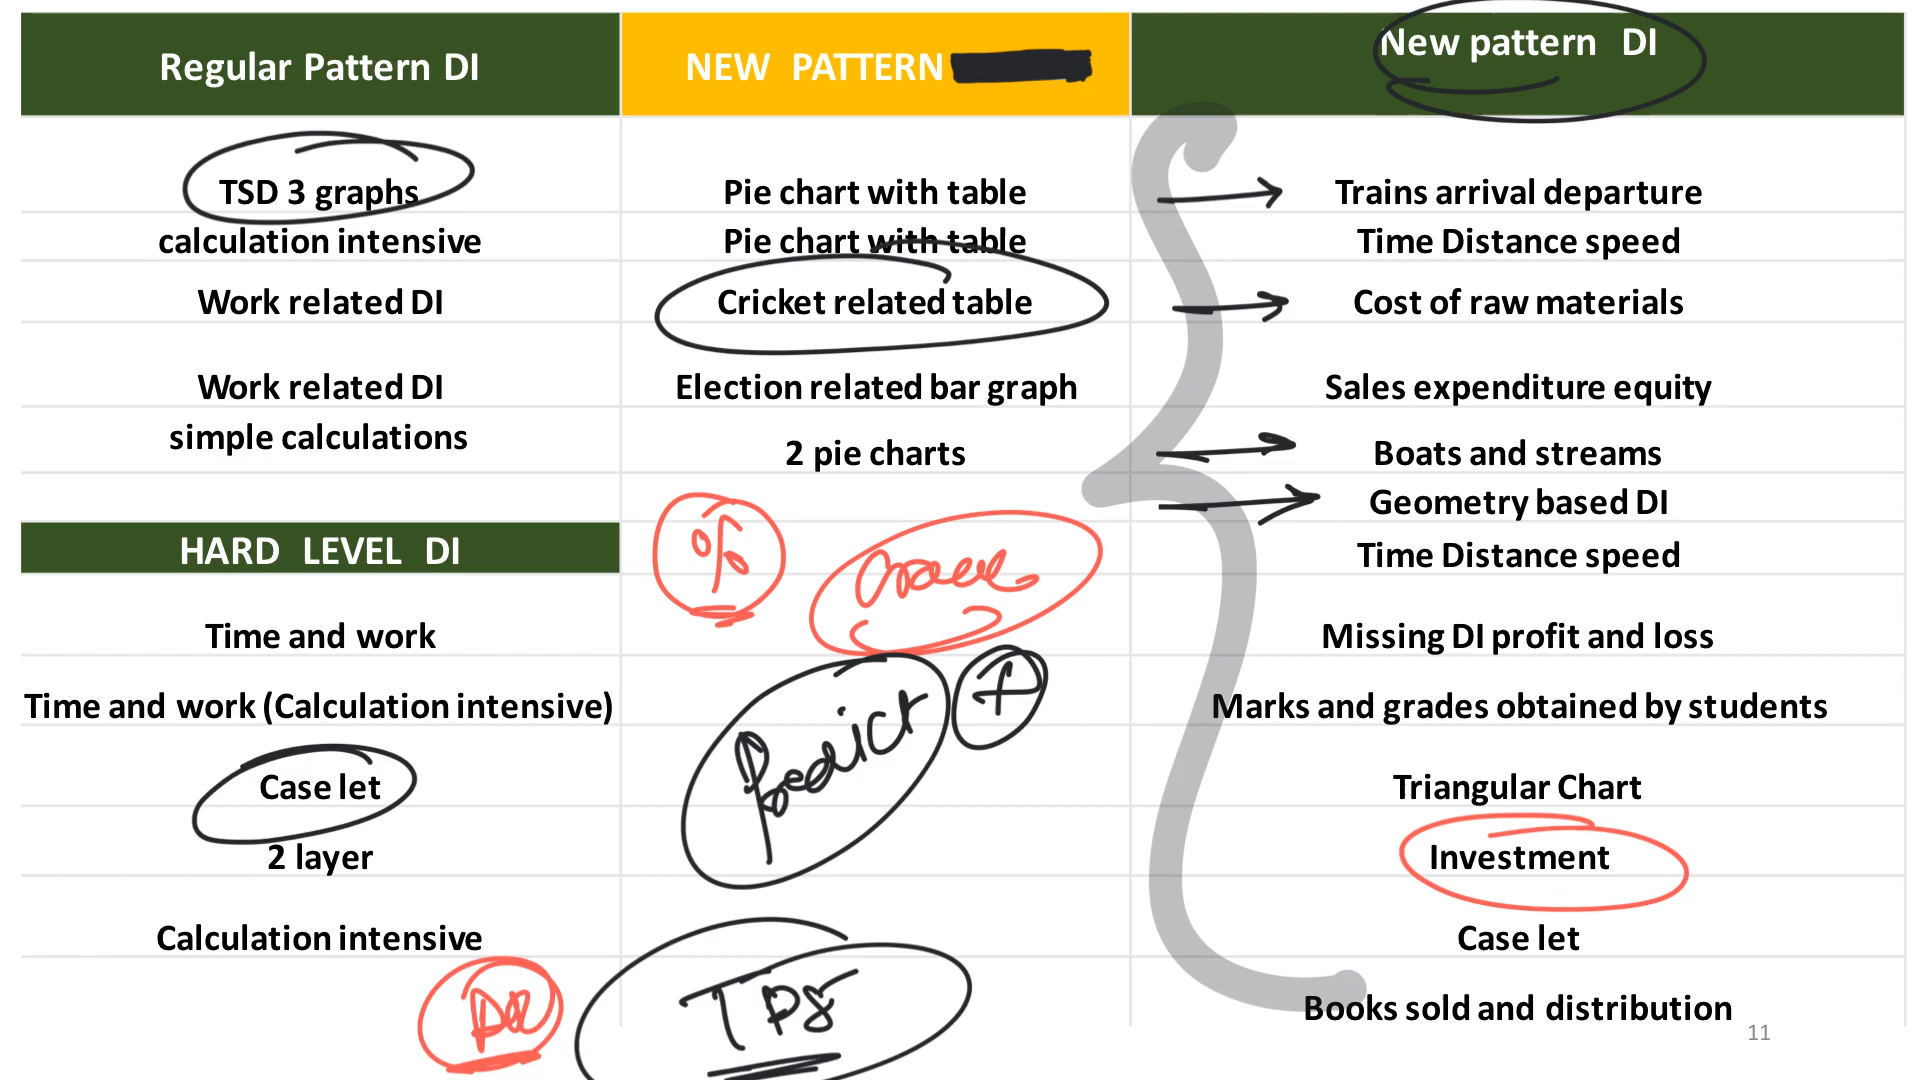 Regular Pattern DI
TSD 3 graphs
calculation intensive
Work related DI
Work related DI
simple calculations
HARD LEVEL DI
Time and work
Time and work (Calculation intensive)
Case let
2 layer
Calculation intensive
NEW PATTERN
Pie chart with table
Pie chart with table
Cricket related table
Election related bar graph
2 pie charts
%
Predict
TPS
New pattern DI
Trains arrival departure
Time Distance speed
Cost of raw materials
Sales expenditure equity
Boats and streams
Geometry based DI
Time Distance speed
Missing DI profit and loss
Marks and grades obtained by students
Triangular Chart
Investment
Case let
Books sold and distribution
11